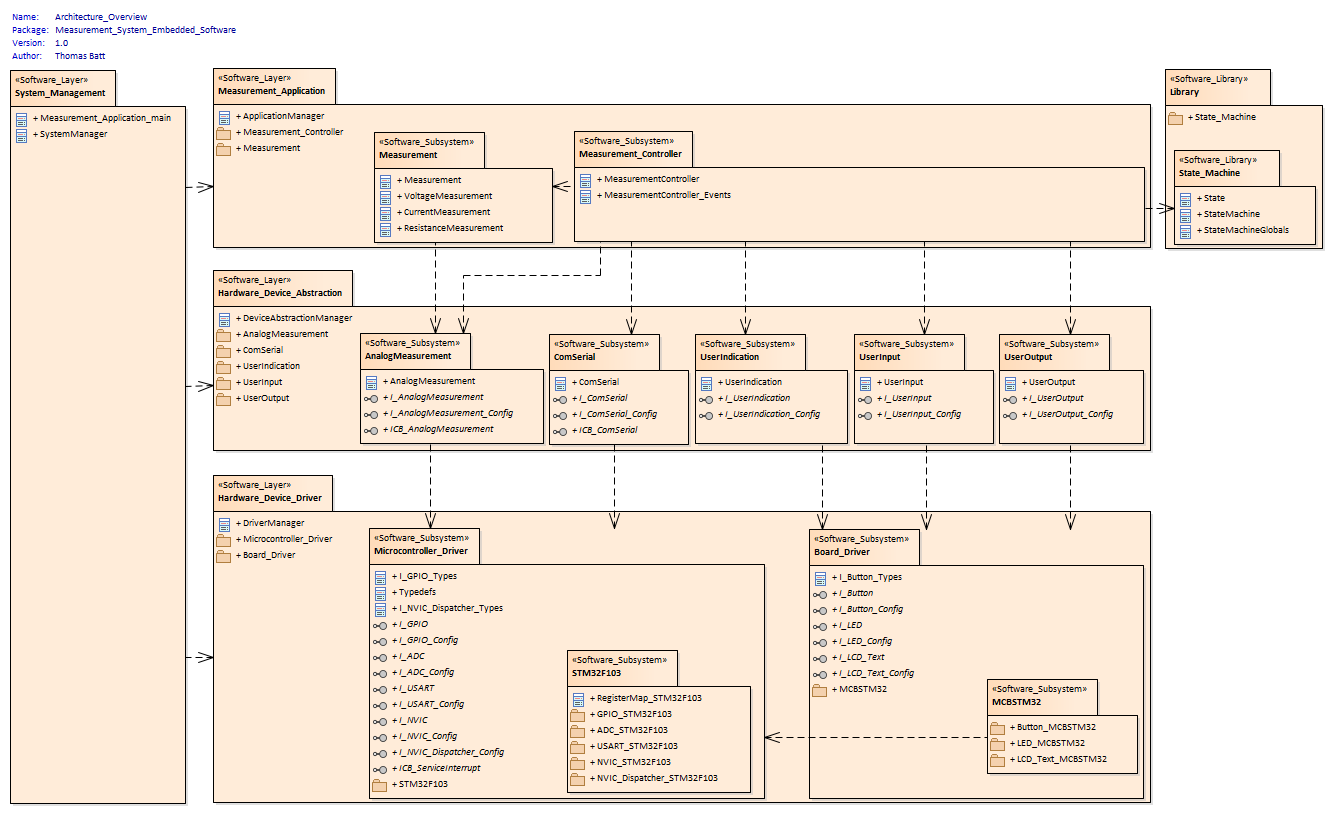 Name: Architecture_Overview
Package: Measurement_System_Embedded_Software
Version: 1.0
Author: Thomas Batt
«Software_Layer»
System_Management
+ Measurement_Application_main
+ SystemManager
«Software_Layer»
Measurement_Application
+ ApplicationManager
+ Measurement_Controller
+ Measurement
«Software_Subsystem»
Measurement
+ Measurement
+ VoltageMeasurement
+ CurrentMeasurement
+ ResistanceMeasurement
«Software_Subsystem»
Measurement_Controller
+ MeasurementController
+ MeasurementController_Events
«Software_Library»
Library
+ State_Machine
«Software_Library»
State_Machine
+ State
+ StateMachine
+ StateMachineGlobals
«Software_Layer»
Hardware_Device_Abstraction
+ DeviceAbstractionManager
+ AnalogMeasurement
+ ComSerial
+ UserIndication
+ UserInput
+ UserOutput
«Software_Subsystem»
AnalogMeasurement
+ AnalogMeasurement
+ I_AnalogMeasurement
+ I_AnalogMeasurement_Config
+ ICB_AnalogMeasurement
«Software_Subsystem»
ComSerial
+ ComSerial
+ I_ComSerial
+ I_ComSerial_Config
+ ICB_ComSerial
«Software_Subsystem»
UserIndication
+ UserIndication
+ I_UserIndication
+ I_UserIndication_Config
«Software_Subsystem»
UserInput
+ UserInput
+ I_UserInput
+ I_UserInput_Config
«Software_Subsystem»
UserOutput
+ UserOutput
+ I_UserOutput
+ I_UserOutput_Config
«Software_Layer»
Hardware_Device_Driver
+ DriverManager
+ Microcontroller_Driver
+ Board_Driver
«Software_Subsystem»
Microcontroller_Driver
+ I_GPIO_Types
+ Typedefs
+ I_NVIC_Dispatcher_Types
+ I_GPIO
+ I_GPIO_Config
+ I_ADC
+ I_ADC_Config
+ I_USART
+ I_USART_Config
+ I_NVIC
+ I_NVIC_Config
+ I_NVIC_Dispatcher_Config
+ ICB_ServiceInterrupt
+ STM32F103
«Software_Subsystem»
STM32F103
+ RegisterMap_STM32F103
+ GPIO_STM32F103
+ ADC_STM32F103
+ USART_STM32F103
+ NVIC_STM32F103
+ NVIC_Dispatcher_STM32F103
«Software_Subsystem»
Board_Driver
+ I_Button_Types
+ I_Button
+ I_Button_Config
+ I_LED
+ I_LED_Config
+ I_LCD_Text
+ I_LCD_Text_Config
+ MCBSTM32
«Software_Subsystem»
MCBSTM32
+ Button_MCBSTM32
+ LED_MCBSTM32
+ LCD_Text_MCBSTM32